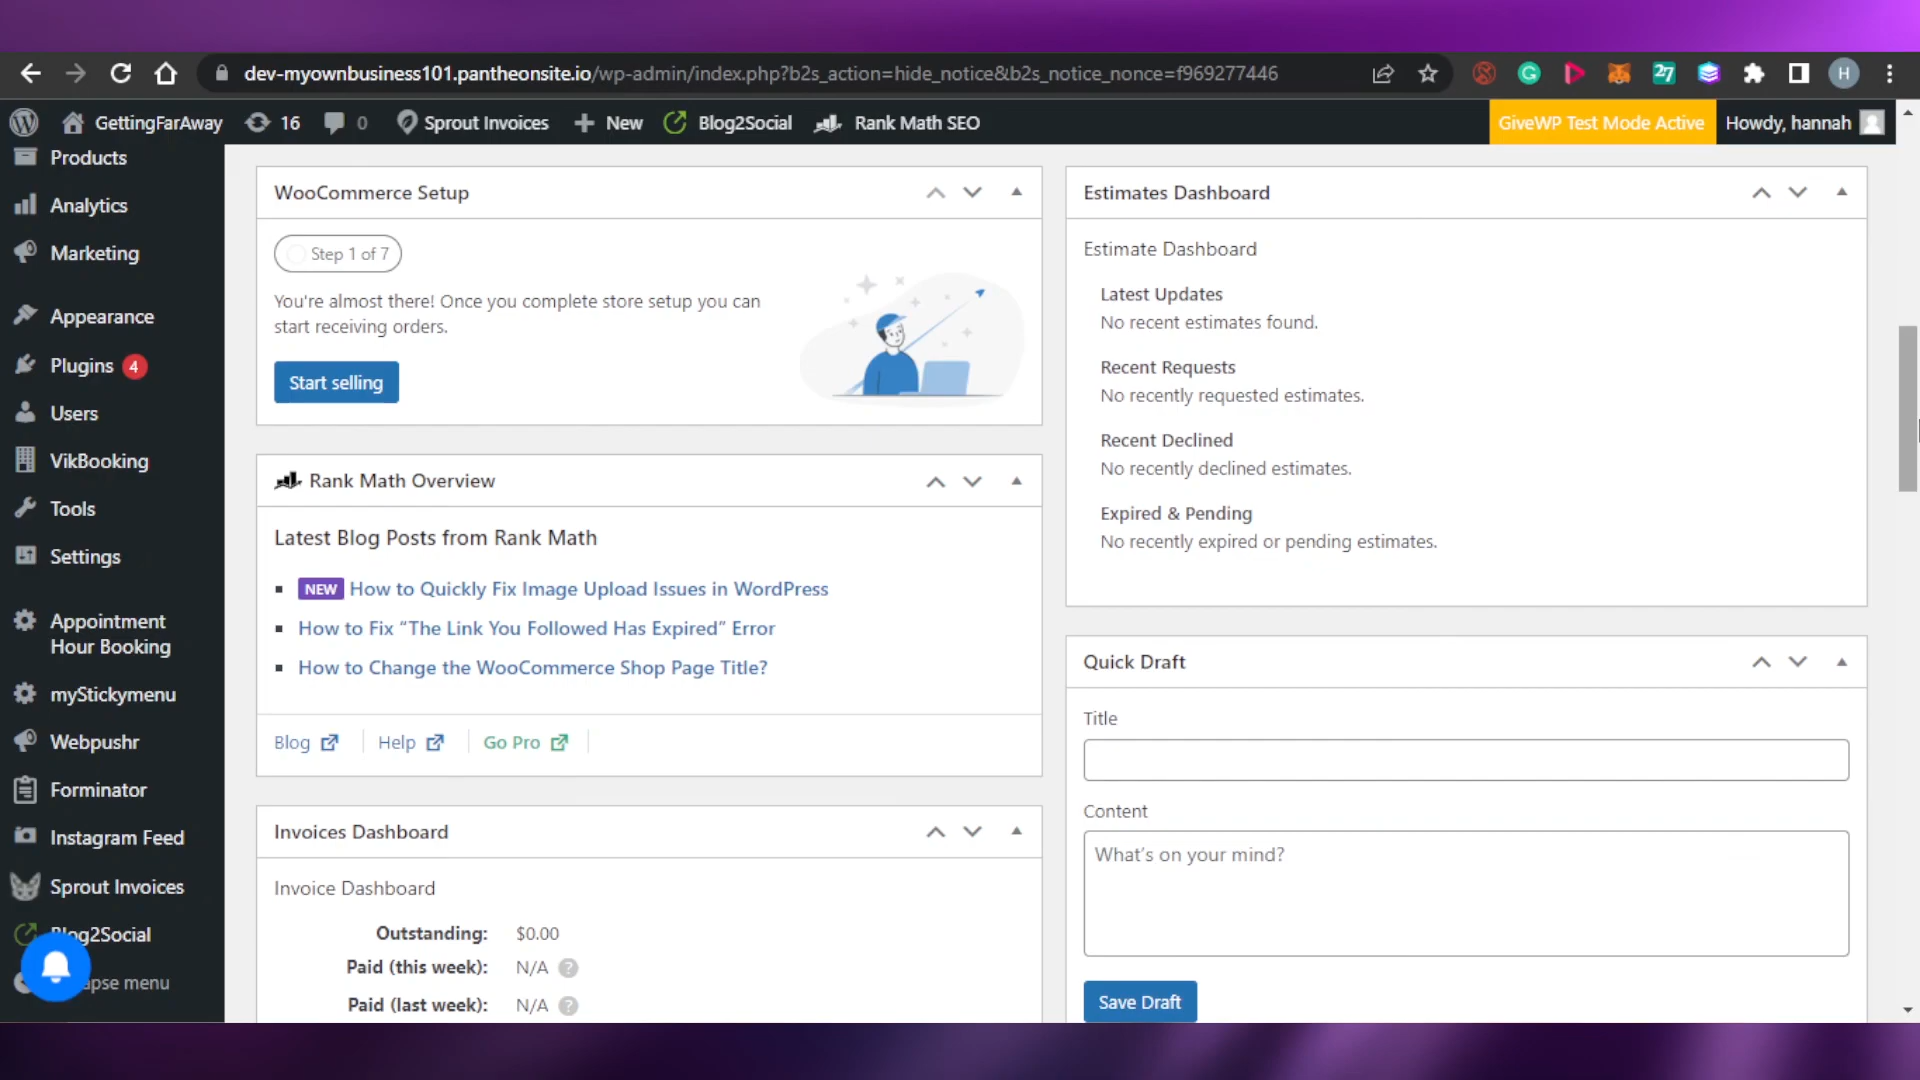 dev-myownbusiness101.pantheonsite.io/wp-admin/index.php?b2s_action=hide_notice&b2s_notice_nonce=f969277446
27
H
GettingFarAway 16 0 Sprout Invoices New Blog2Social Rank Math SEO GiveWP Test Mode Active Howdy, hannah
Products
Analytics
Marketing
Appearance
Plugins 4
Users
VikBooking
Tools
Settings
Appointment
Hour Booking
myStickymenu
Webpushr
Forminator
Instagram Feed
Sprout Invoices
Blog2Social
apse menu
WooCommerce Setup
Step 1 of 7
You're almost there! Once you complete store setup you can
start receiving orders.
Start selling
Rank Math Overview
Latest Blog Posts from Rank Math
NEW How to Quickly Fix Image Upload Issues in WordPress
How to Fix “The Link You Followed Has Expired” Error
How to Change the WooCommerce Shop Page Title?
Blog Help Go Pro
Invoices Dashboard
Invoice Dashboard
Outstanding: $0.00
Paid (this week): N/A ?
Paid (last week): N/A ?
Estimates Dashboard
Estimate Dashboard
Latest Updates
No recent estimates found.
Recent Requests
No recently requested estimates.
Recent Declined
No recently declined estimates.
Expired & Pending
No recently expired or pending estimates.
Quick Draft
Title
Content
What's on your mind?
Save Draft